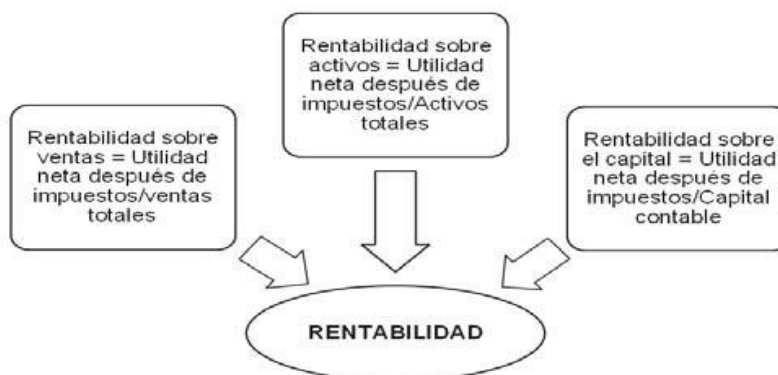 Rentabilidad sobre
activos = Utilidad
neta después de
impuestos/Activos
totales
Rentabilidad sobre
ventas = Utilidad
neta después de
impuestos/ventas
totales
Rentabilidad sobre
el capital = Utilidad
neta después de
impuestos/Capital
contable
RENTABILIDAD